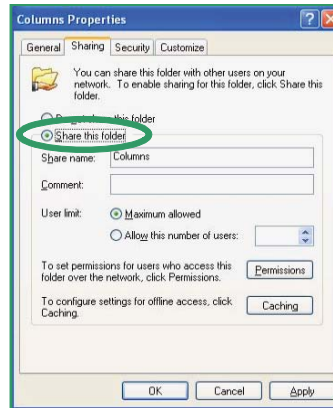 Columns Properties
General Sharing Security Customize
You can share this folder with other users on your
network. To enable sharing for this folder, click Share this
folder.
share this folder
Share this folder
Share name: Columns
Comment:
User limit: Maximum allowed
Allow this number of users:
To set permissions for users who access this
folder over the network, click Permissions.
Permissions
To configure settings for offline access, click
Caching.
Caching
OK Cancel Apply